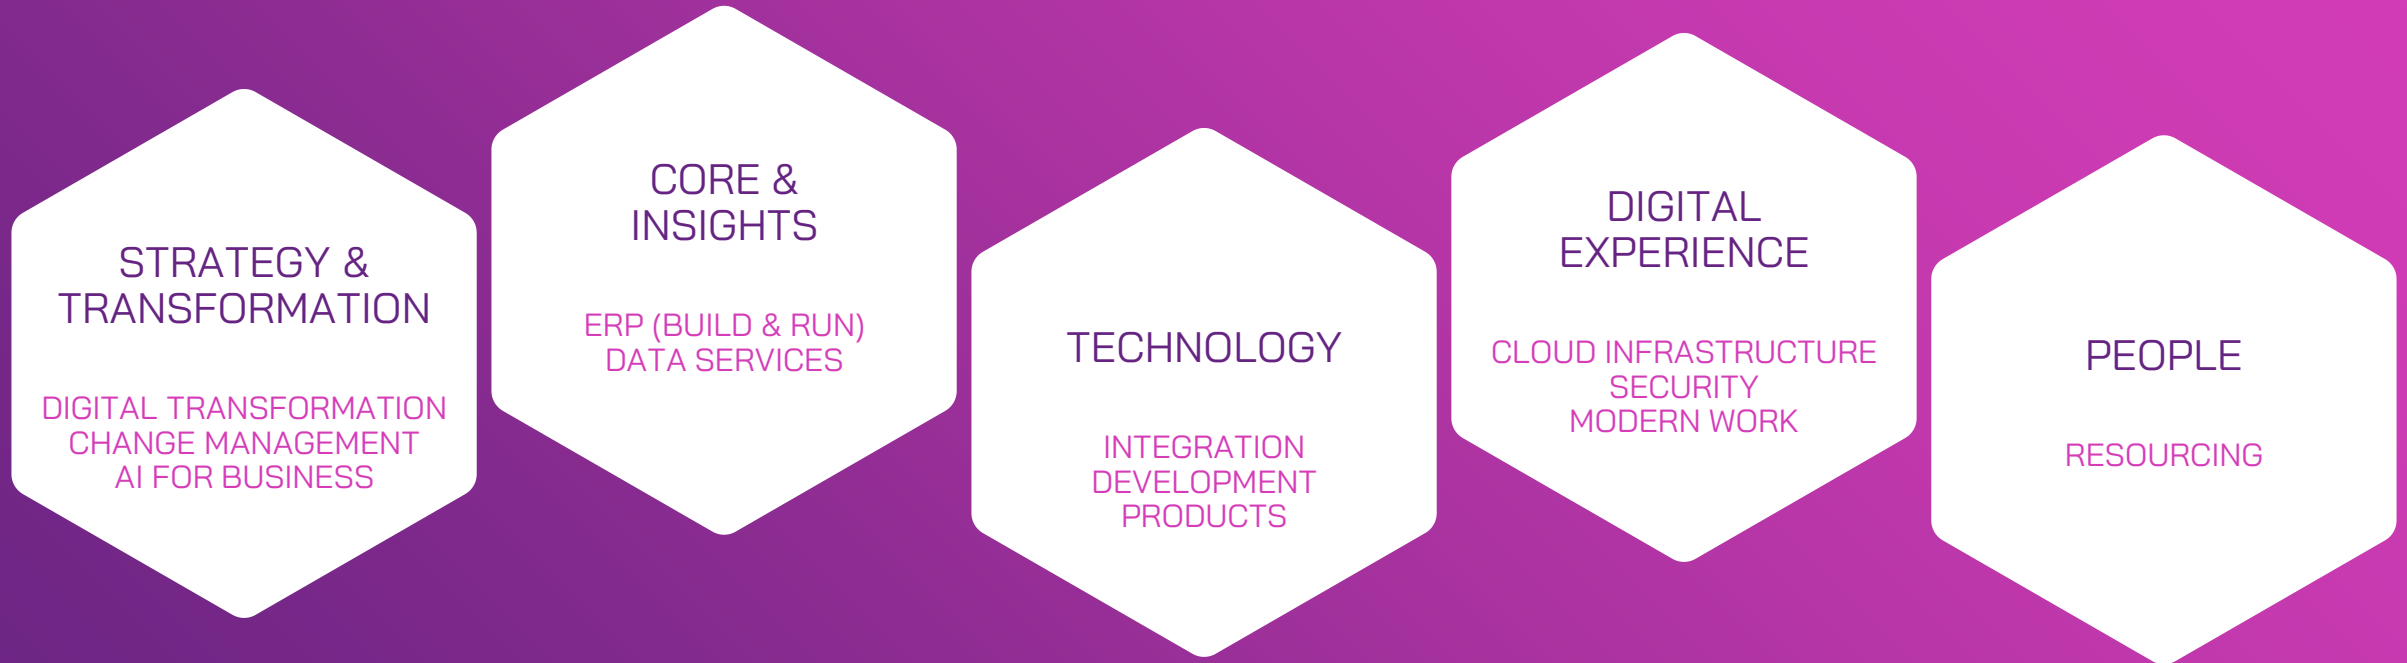 STRATEGY &
TRANSFORMATION
DIGITAL TRANSFORMATION
CHANGE MANAGEMENT
AI FOR BUSINESS
CORE &
INSIGHTS
ERP (BUILD & RUN)
DATA SERVICES
TECHNOLOGY
INTEGRATION
DEVELOPMENT
PRODUCTS
DIGITAL
EXPERIENCE
CLOUD INFRASTRUCTURE
SECURITY
MODERN WORK
PEOPLE
RESOURCING